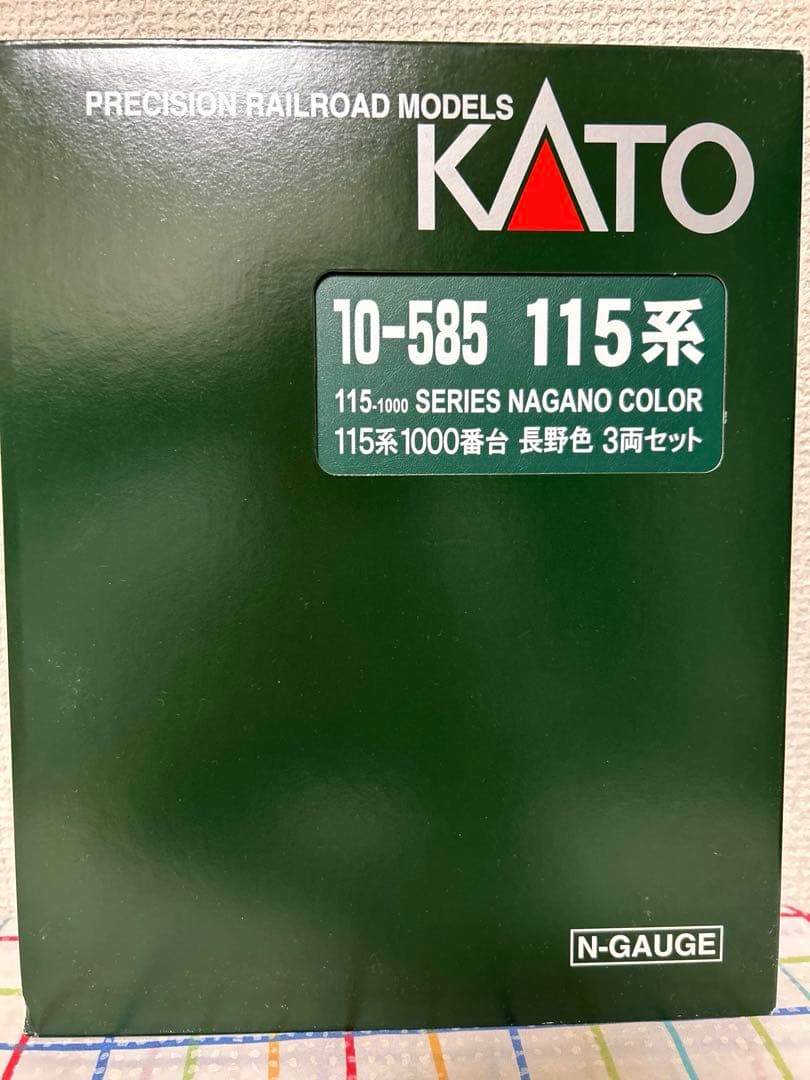 PRECISION RAILROAD MODELS
KATO
10-585 115系
115-1000 SERIES NAGANO COLOR
115系1000番台 長野色 3両セット
N-GAUGE